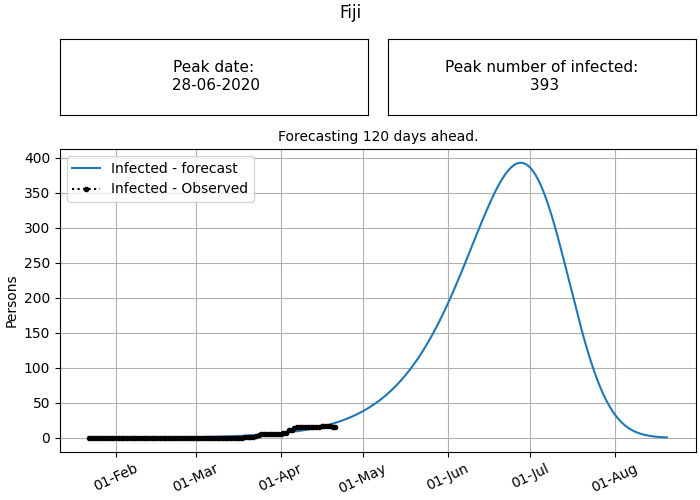 Fiji
Peak date:
28-06-2020
Peak number of infected:
393
Forecasting 120 days ahead.
Infected - forecast
Infected - Observed
Persons
400
350
300
250
200
150
100
50
0
01-Feb
01-Mar
01-Apr
01-May
01-Jun
01-Jul
01-Aug